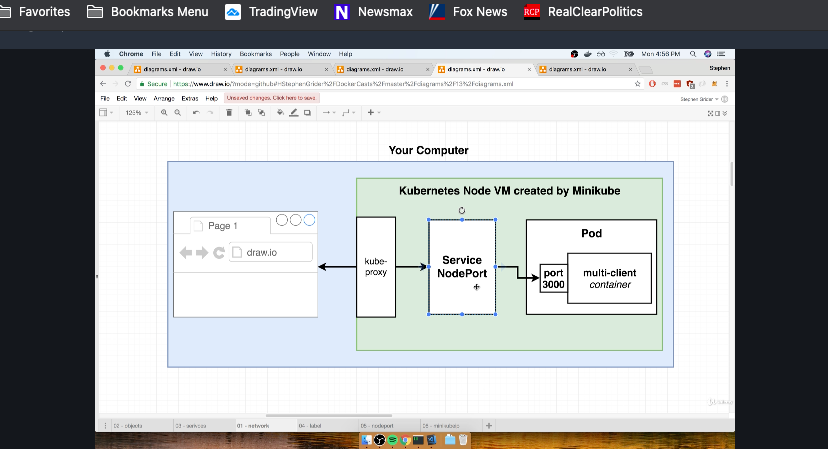 Favorites Bookmarks Menu TradingView N Newsmax Fox News RCP RealClearPolitics
Chrome File Edit View History Bookmarks People Window Help Mon 4:56 PM
diagrams.xml - draw.io diagrams.xml - draw.io diagrams.xml - draw.io diagrams.xml - draw.io diagrams.xml - draw.io Stephen
Secure https://www.draw.io/?mode=github#HStephenGrider%2FDockerCasts%2Fmaster%2Fdiagrams%2F13%2Fdiagrams.xml
File Edit View Arrange Extras Help Unsaved changes. Click here to save. Stephen Grider
125%
Your Computer
Kubernetes Node VM created by Minikube
Page 1
draw.io
kube-
proxy
Service
NodePort
Pod
port
3000
multi-client
container
02 - objects 03 - services 01 - network 04 - label 05 - nodeport